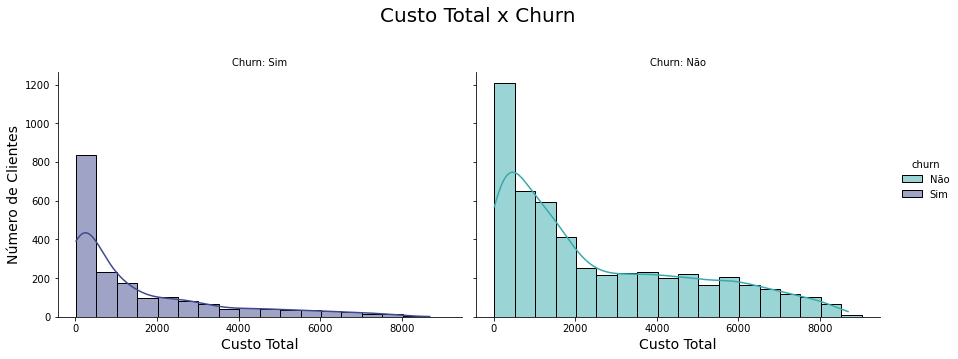 Custo Total x Churn
Churn: Sim
Churn: Não
1200
1000
800
600
400
200
0
Número de Clientes
0 2000 4000 6000 8000
0 2000 4000 6000 8000
Custo Total
Custo Total
churn
Não
Sim